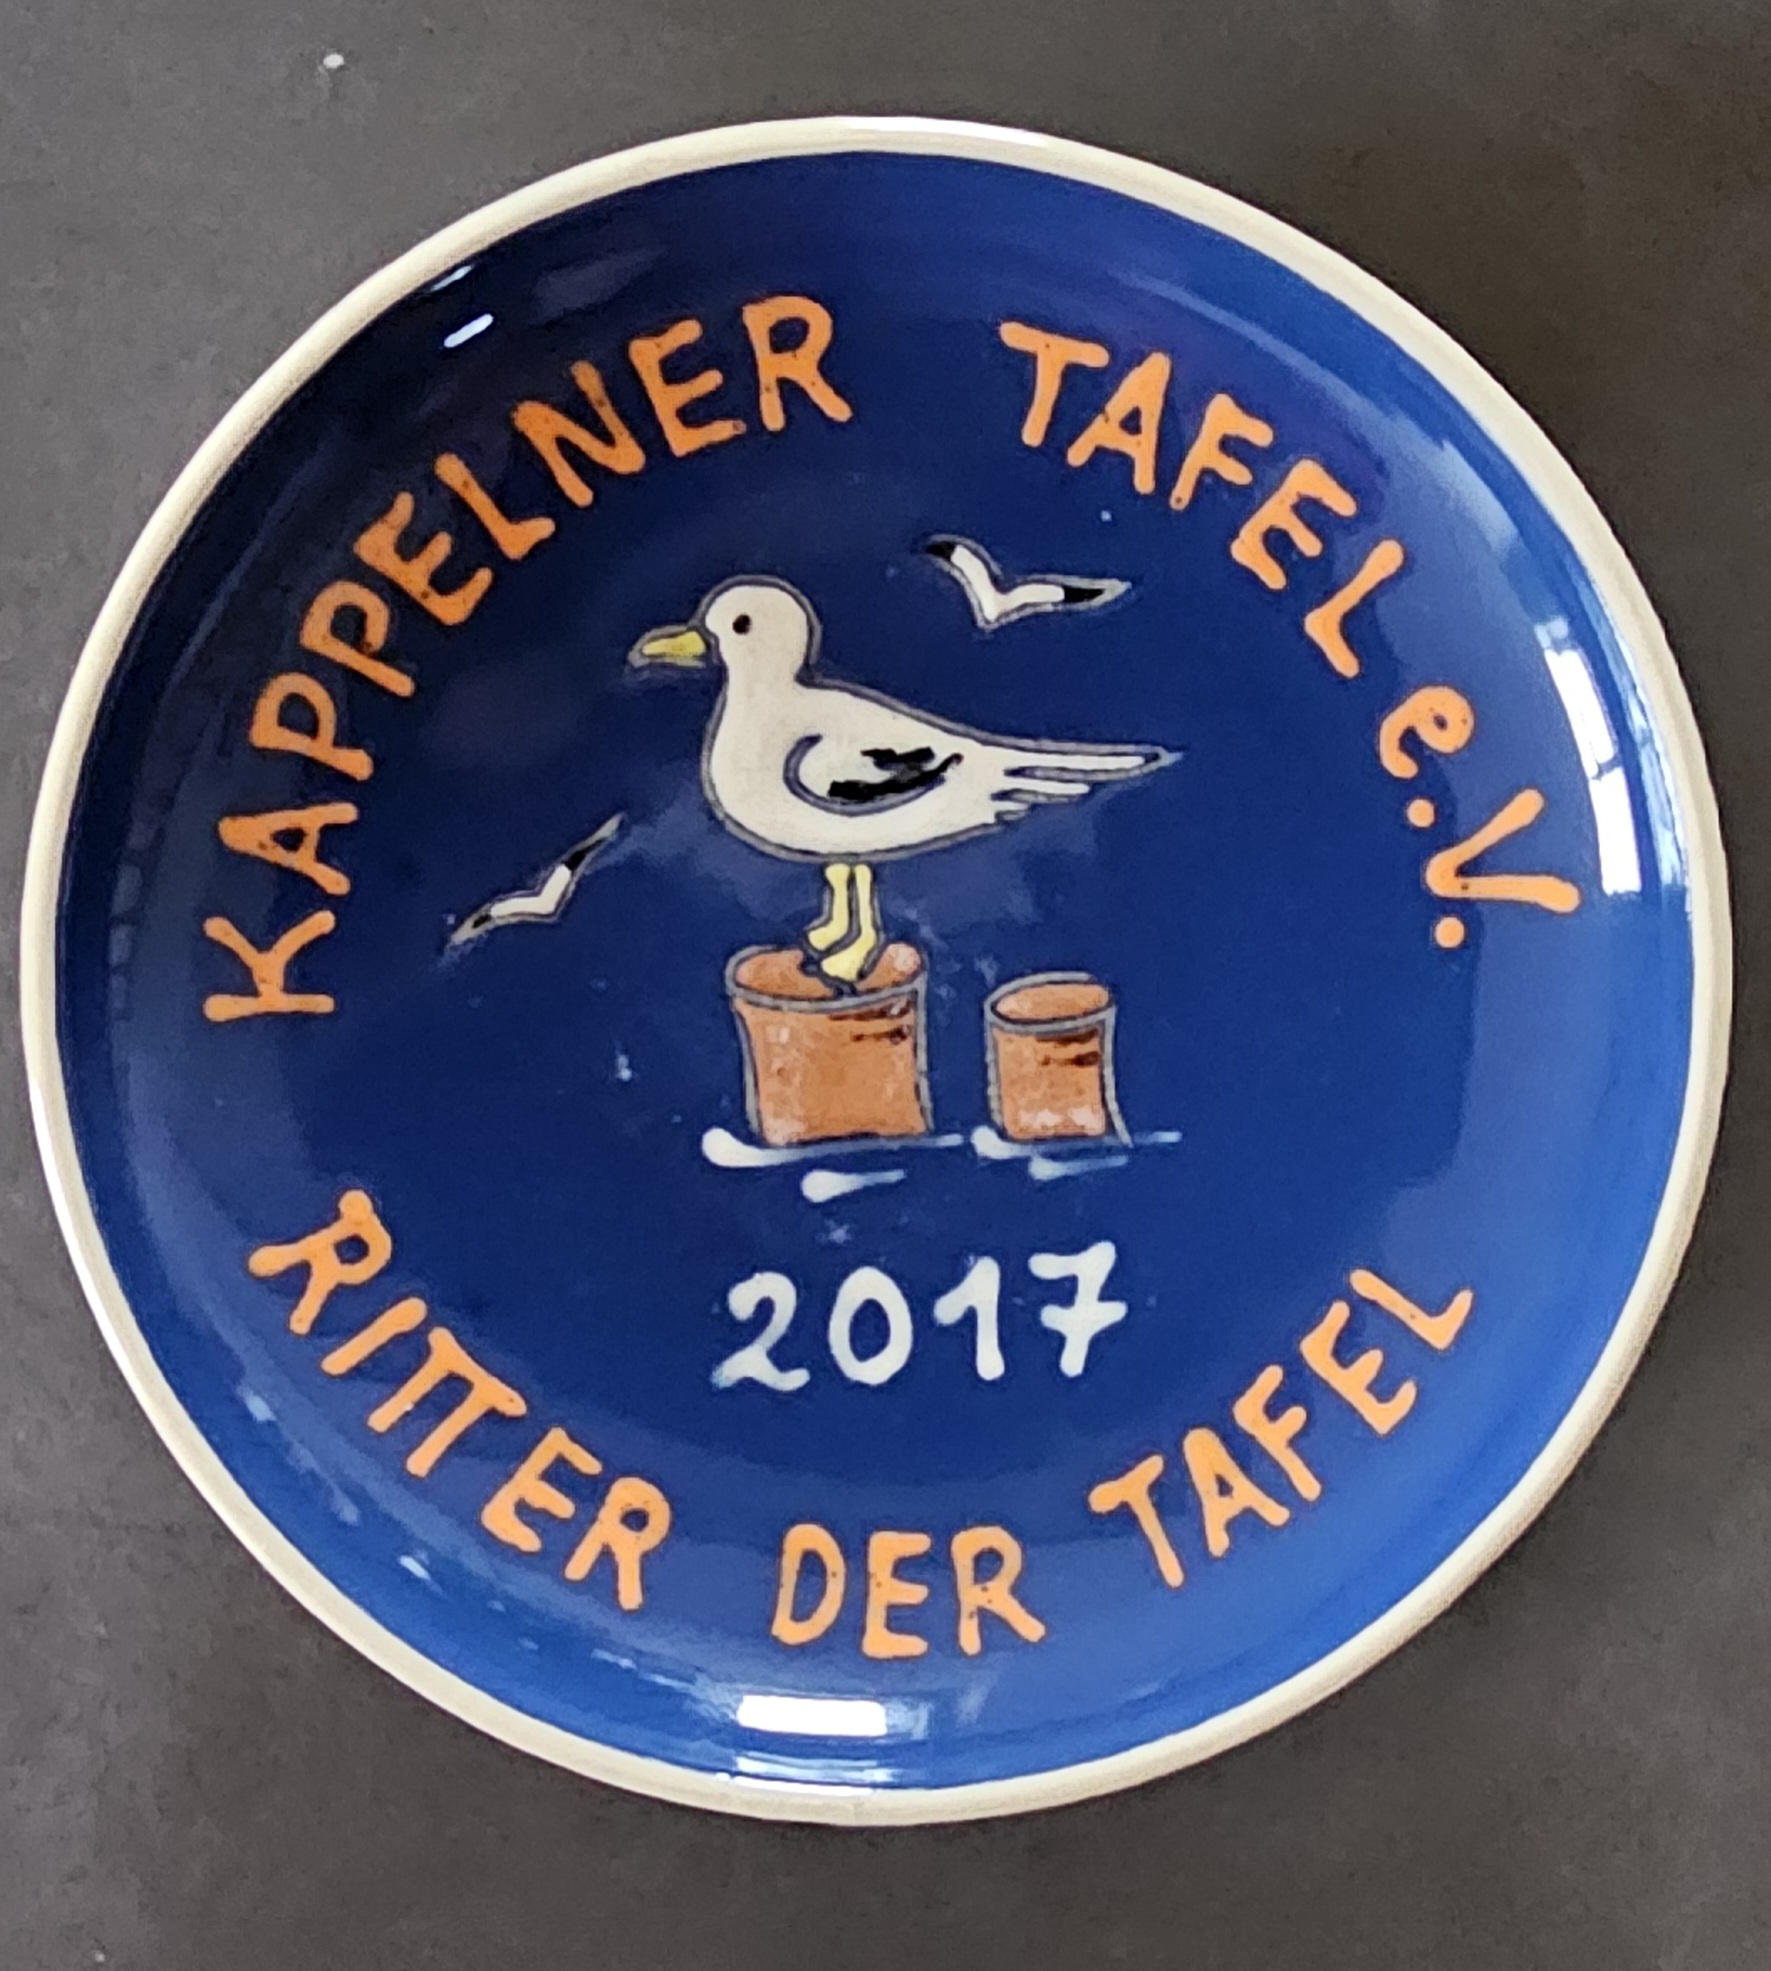 KAPPELNER TAFEL e.V.
2017
RITTER DER TAFEL